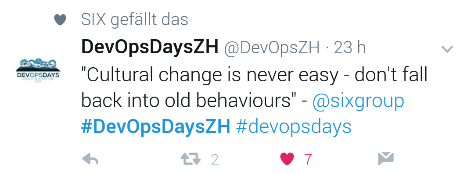 SIX gefällt das
DevOpsDaysZH @DevOpsZH · 23 h
DEVOPSDAYS
"Cultural change is never easy - don't fall
back into old behaviours" - @sixgroup
#DevOpsDaysZH #devopsdays
2 7